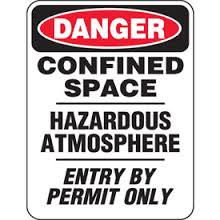 DANGER
CONFINED
SPACE
HAZARDOUS
ATMOSPHERE
ENTRY BY
PERMIT ONLY